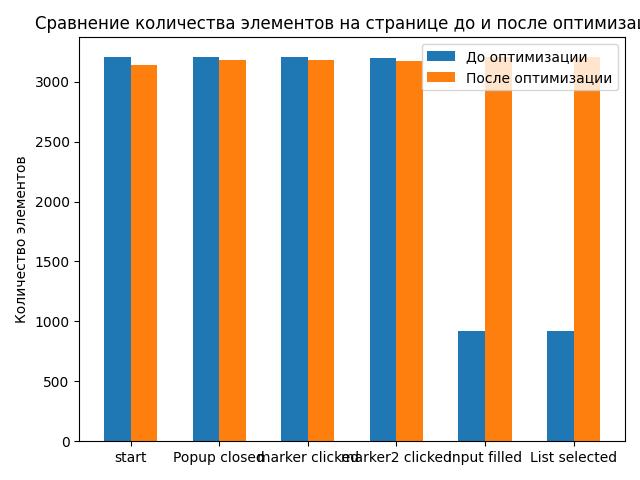 Сравнение количества элементов на странице до и после оптимизац
До оптимизации
После оптимизации
Количество элементов
3000
2500
2000
1500
1000
500
0
start Popup closed marker clicked marker2 clicked Input filled List selected